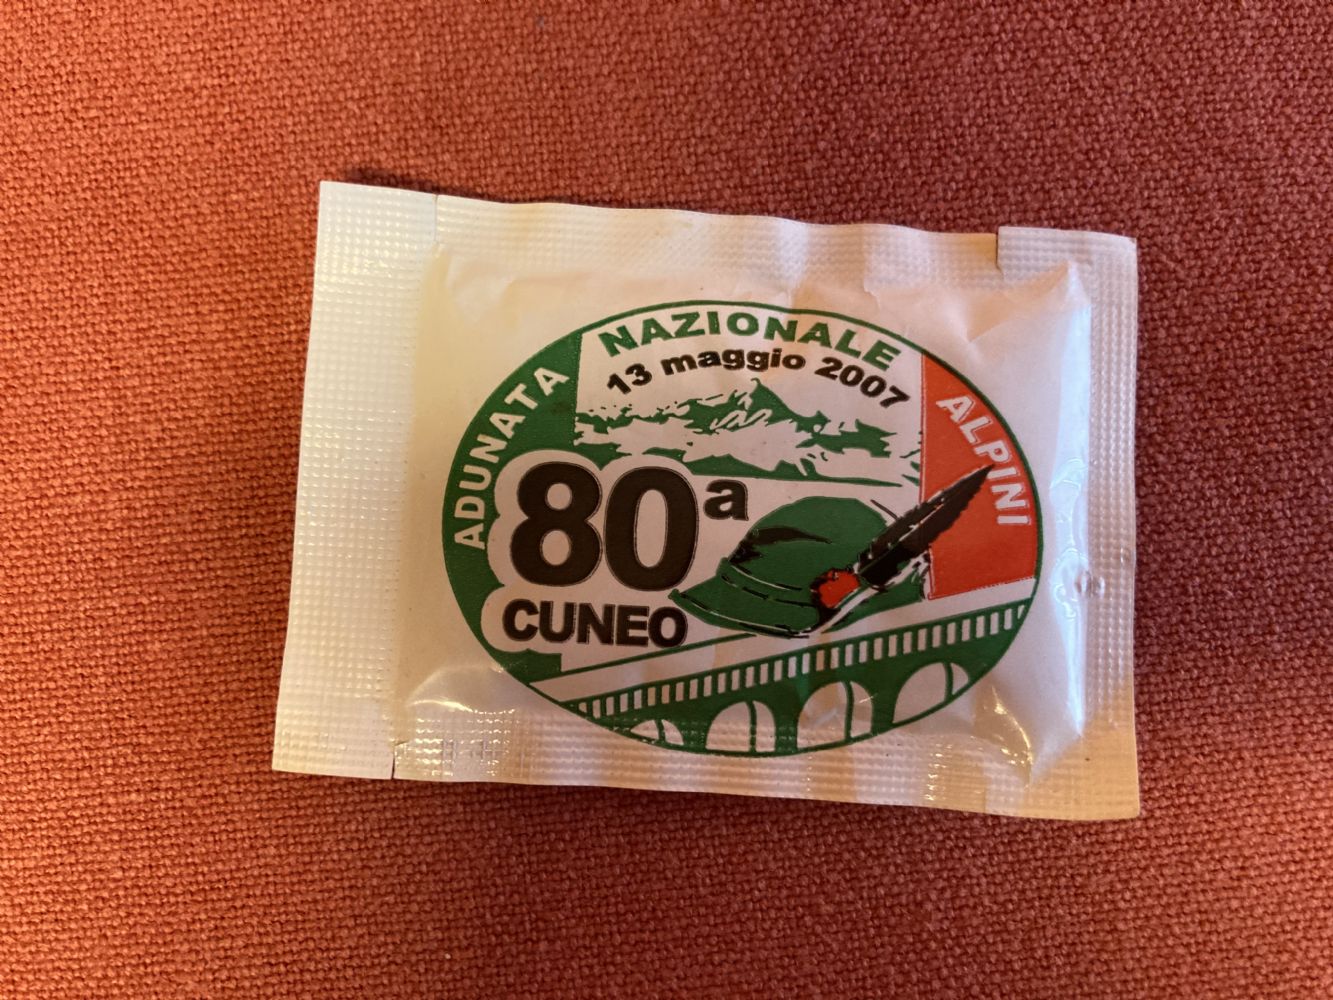 ADUNATA NAZIONALE ALPINI
13 maggio 2007
80ª
CUNEO